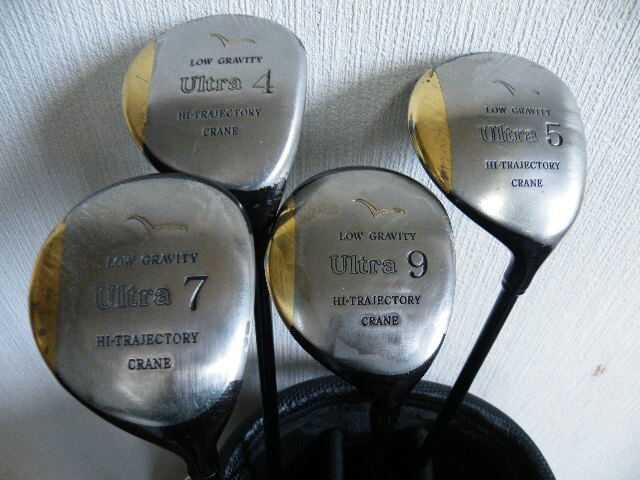 LOW GRAVITY
Ultra 4
HI-TRAJECTORY
CRANE
LOW GRAVITY
Ultra 5
HI-TRAJECTORY
CRANE
LOW GRAVITY
Ultra 7
HI-TRAJECTORY
CRANE
LOW GRAVITY
Ultra 9
HI-TRAJECTORY
CRANE